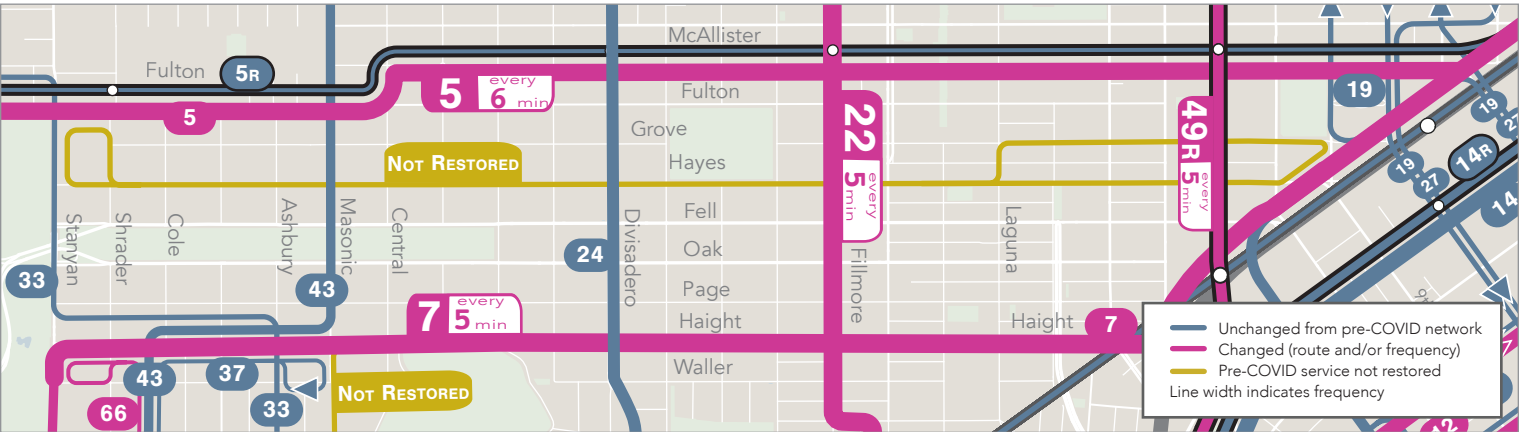 McAllister
Fulton
5R
5 every
6 min
Fulton
5
19
Grove
22 every
5 min
49R every
5 min
19
27
NOT RESTORED
Hayes
14R
19
27
14
Stanyan
Shrader
Cole
Ashbury
Masonic
Central
Divisadero
Fell
Laguna
24
Oak
Fillmore
33
43
Page
7 every
5 min
Haight
Haight
7
Waller
43
37
NOT RESTORED
66
33
Unchanged from pre-COVID network
Changed (route and/or frequency)
Pre-COVID service not restored
Line width indicates frequency
12